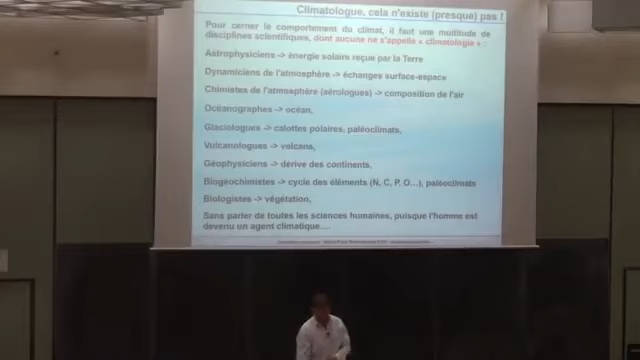 Climatologue, cela n'existe (presque) pas !
Pour cerner le comportement du climat, il faut une multitude de
disciplines scientifiques, dont aucune ne s'appelle « climatologie » :
Astrophysiciens -> énergie solaire reçue par la Terre
Dynamiciens de l'atmosphère -> échanges surface-espace
Chimistes de l'atmosphère (aérologues) -> composition de l'air
Océanographes -> océan,
Glaciologues -> calottes polaires, paléoclimats,
Vulcanologues -> volcans,
Géophysiciens -> dérive des continents,
Biogéochimistes -> cycle des éléments (N, C, P, O...), paléoclimats
Biologistes -> végétation,
Sans parler de toutes les sciences humaines, puisque l'homme est
devenu un agent climatique....